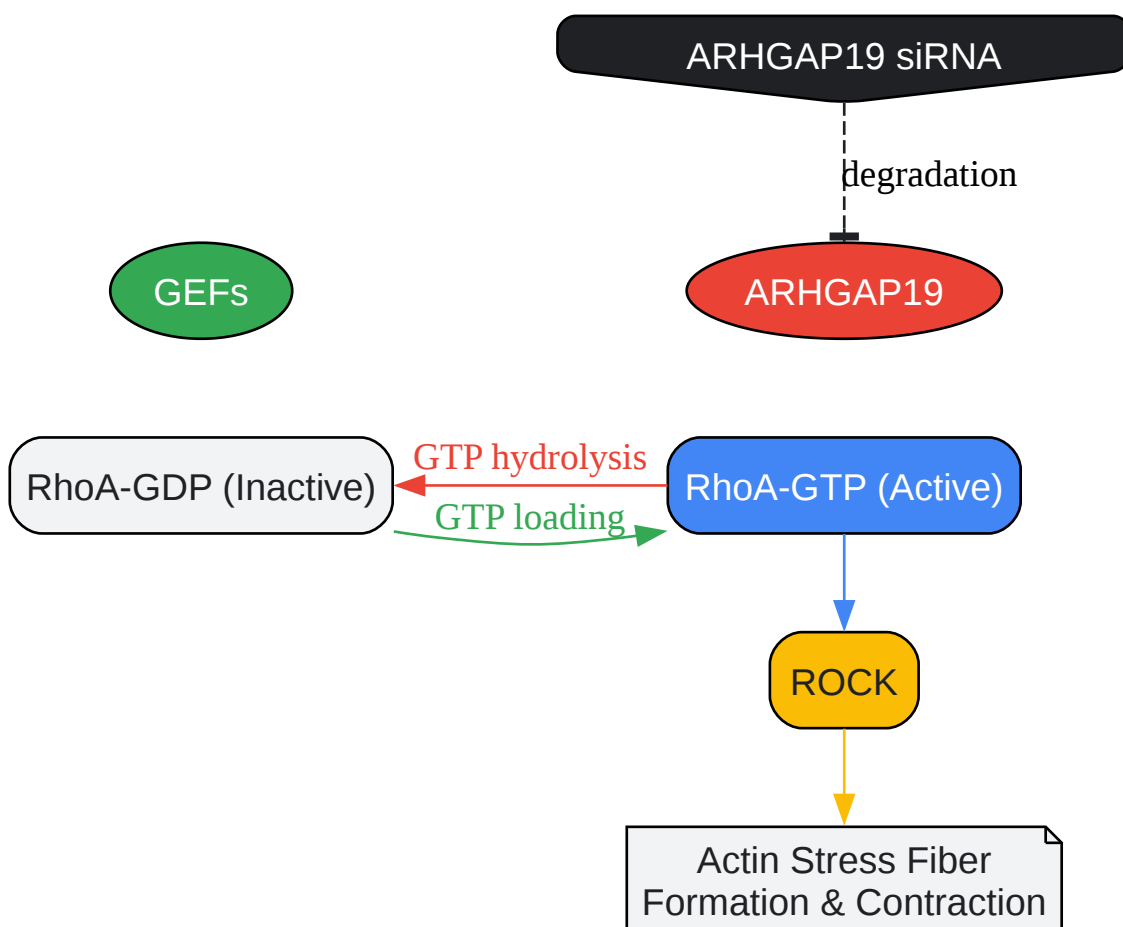 ARHGAP19 siRNA
degradation
GEFs
ARHGAP19
GTP hydrolysis
RhoA-GDP (Inactive)
RhoA-GTP (Active)
GTP loading
ROCK
Actin Stress Fiber
Formation & Contraction